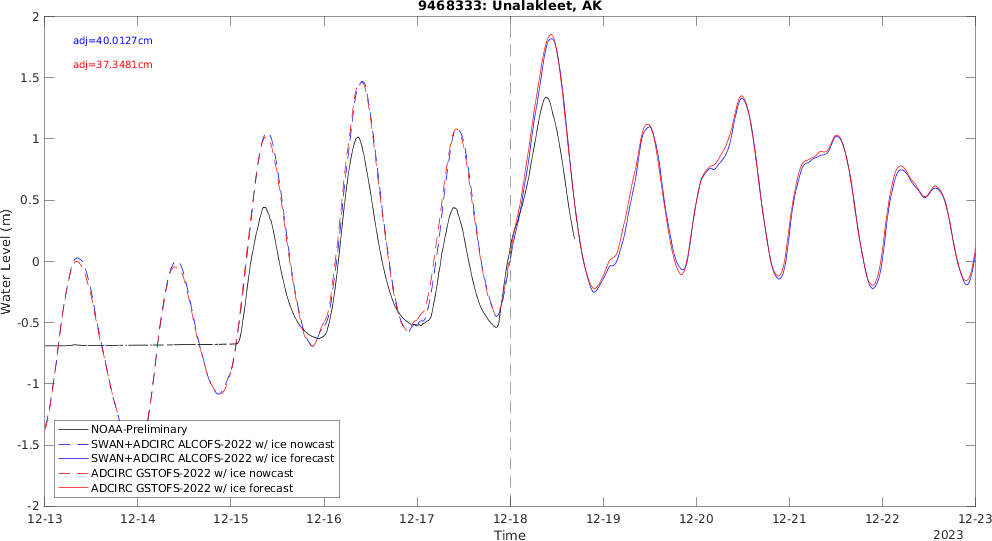 9468333: Unalakleet, AK
adj=40.0127cm
adj=37.3481cm
Water Level (m)
2
1.5
1
0.5
0
-0.5
-1
-1.5
-2
NOAA-Preliminary
SWAN+ADCIRC ALCOFS-2022 w/ ice nowcast
SWAN+ADCIRC ALCOFS-2022 w/ ice forecast
ADCIRC GSTOFS-2022 w/ ice nowcast
ADCIRC GSTOFS-2022 w/ ice forecast
12-13 12-14 12-15 12-16 12-17 12-18 12-19 12-20 12-21 12-22 12-23
Time
2023